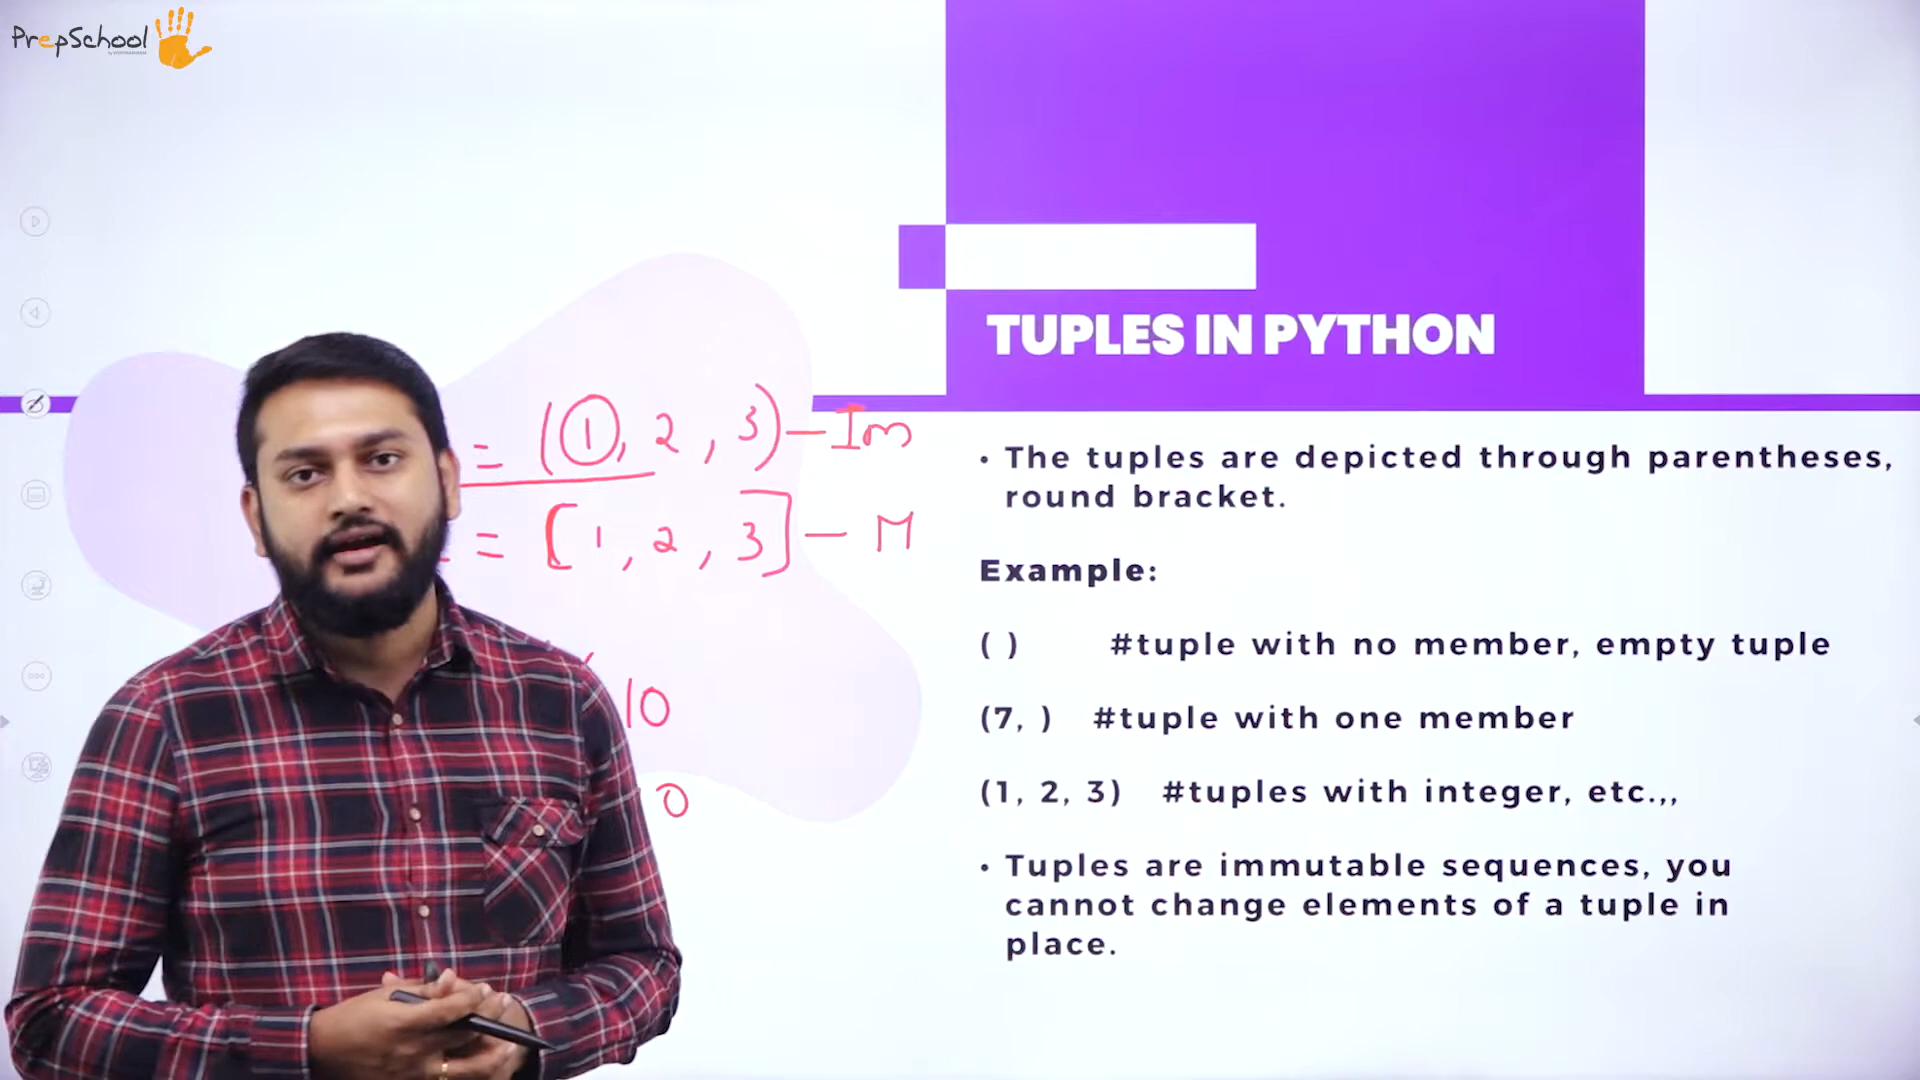 PrepSchool
TUPLES IN PYTHON
= (1, 2, 3) – Im
= [1, 2, 3] – M
10
0
• The tuples are depicted through parentheses,
round bracket.
Example:
( ) #tuple with no member, empty tuple
(7, ) #tuple with one member
(1, 2, 3) #tuples with integer, etc.,,
• Tuples are immutable sequences, you
cannot change elements of a tuple in
place.